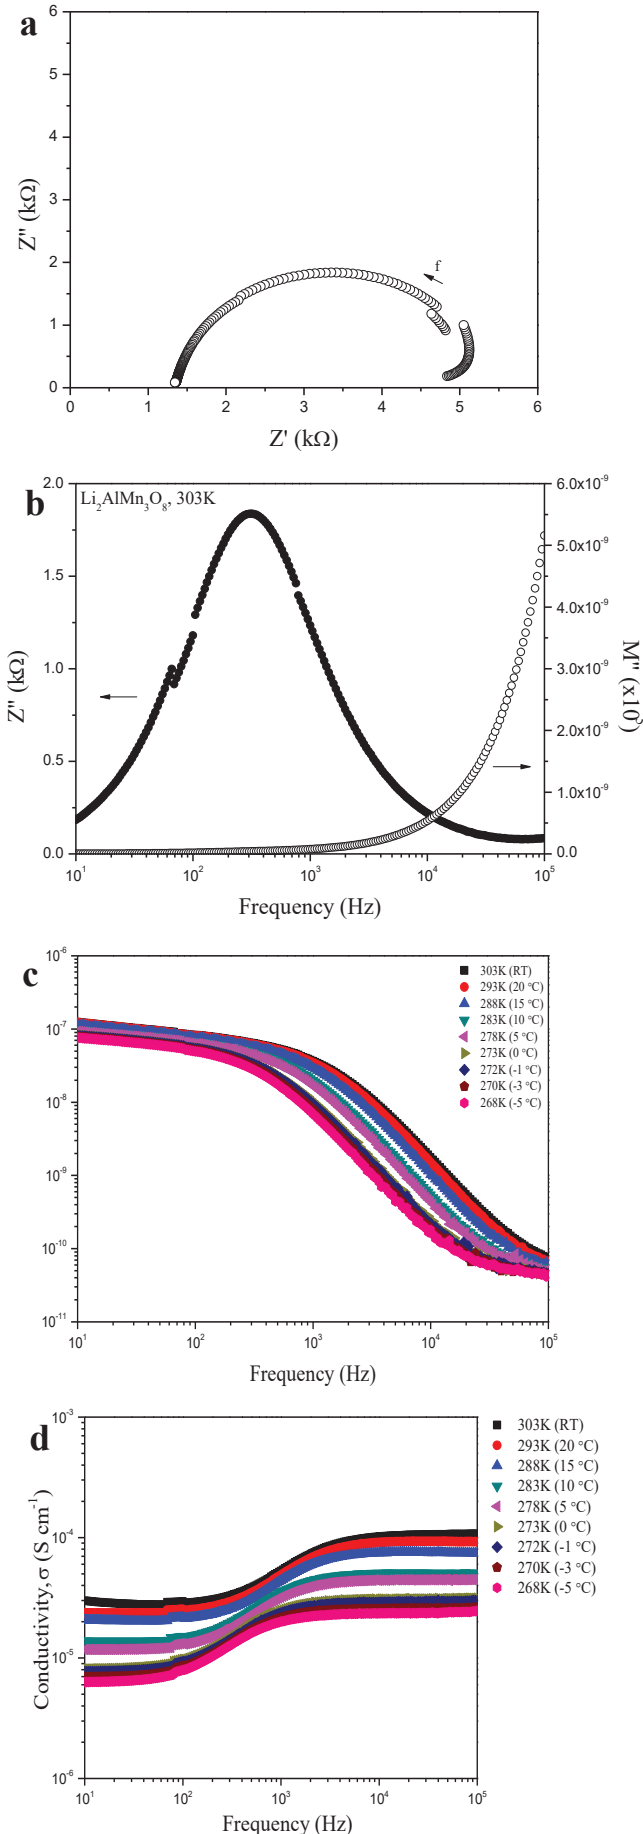 a
6
5
4
3
2
1
0
Z" (kΩ)
f
0 1 2 3 4 5 6
Z' (kΩ)
b
Li₂AlMn₃O₈, 303K
2.0
1.5
1.0
0.5
0.0
Z" (kΩ)
6.0x10⁻⁹
5.0x10⁻⁹
4.0x10⁻⁹
3.0x10⁻⁹
2.0x10⁻⁹
1.0x10⁻⁹
0.0
10¹ 10² 10³ 10⁴ 10⁵
Frequency (Hz)
c
10⁻⁶
10⁻⁷
10⁻⁸
10⁻⁹
10⁻¹⁰
10⁻¹¹
303K (RT)
293K (20 °C)
288K (15 °C)
283K (10 °C)
278K (5 °C)
273K (0 °C)
272K (-1 °C)
270K (-3 °C)
268K (-5 °C)
10¹ 10² 10³ 10⁴ 10⁵
Frequency (Hz)
d
10⁻³
10⁻⁴
10⁻⁵
10⁻⁶
Conductivity,σ (S cm⁻¹)
303K (RT)
293K (20 °C)
288K (15 °C)
283K (10 °C)
278K (5 °C)
273K (0 °C)
272K (-1 °C)
270K (-3 °C)
268K (-5 °C)
10¹ 10² 10³ 10⁴ 10⁵
Frequency (Hz)